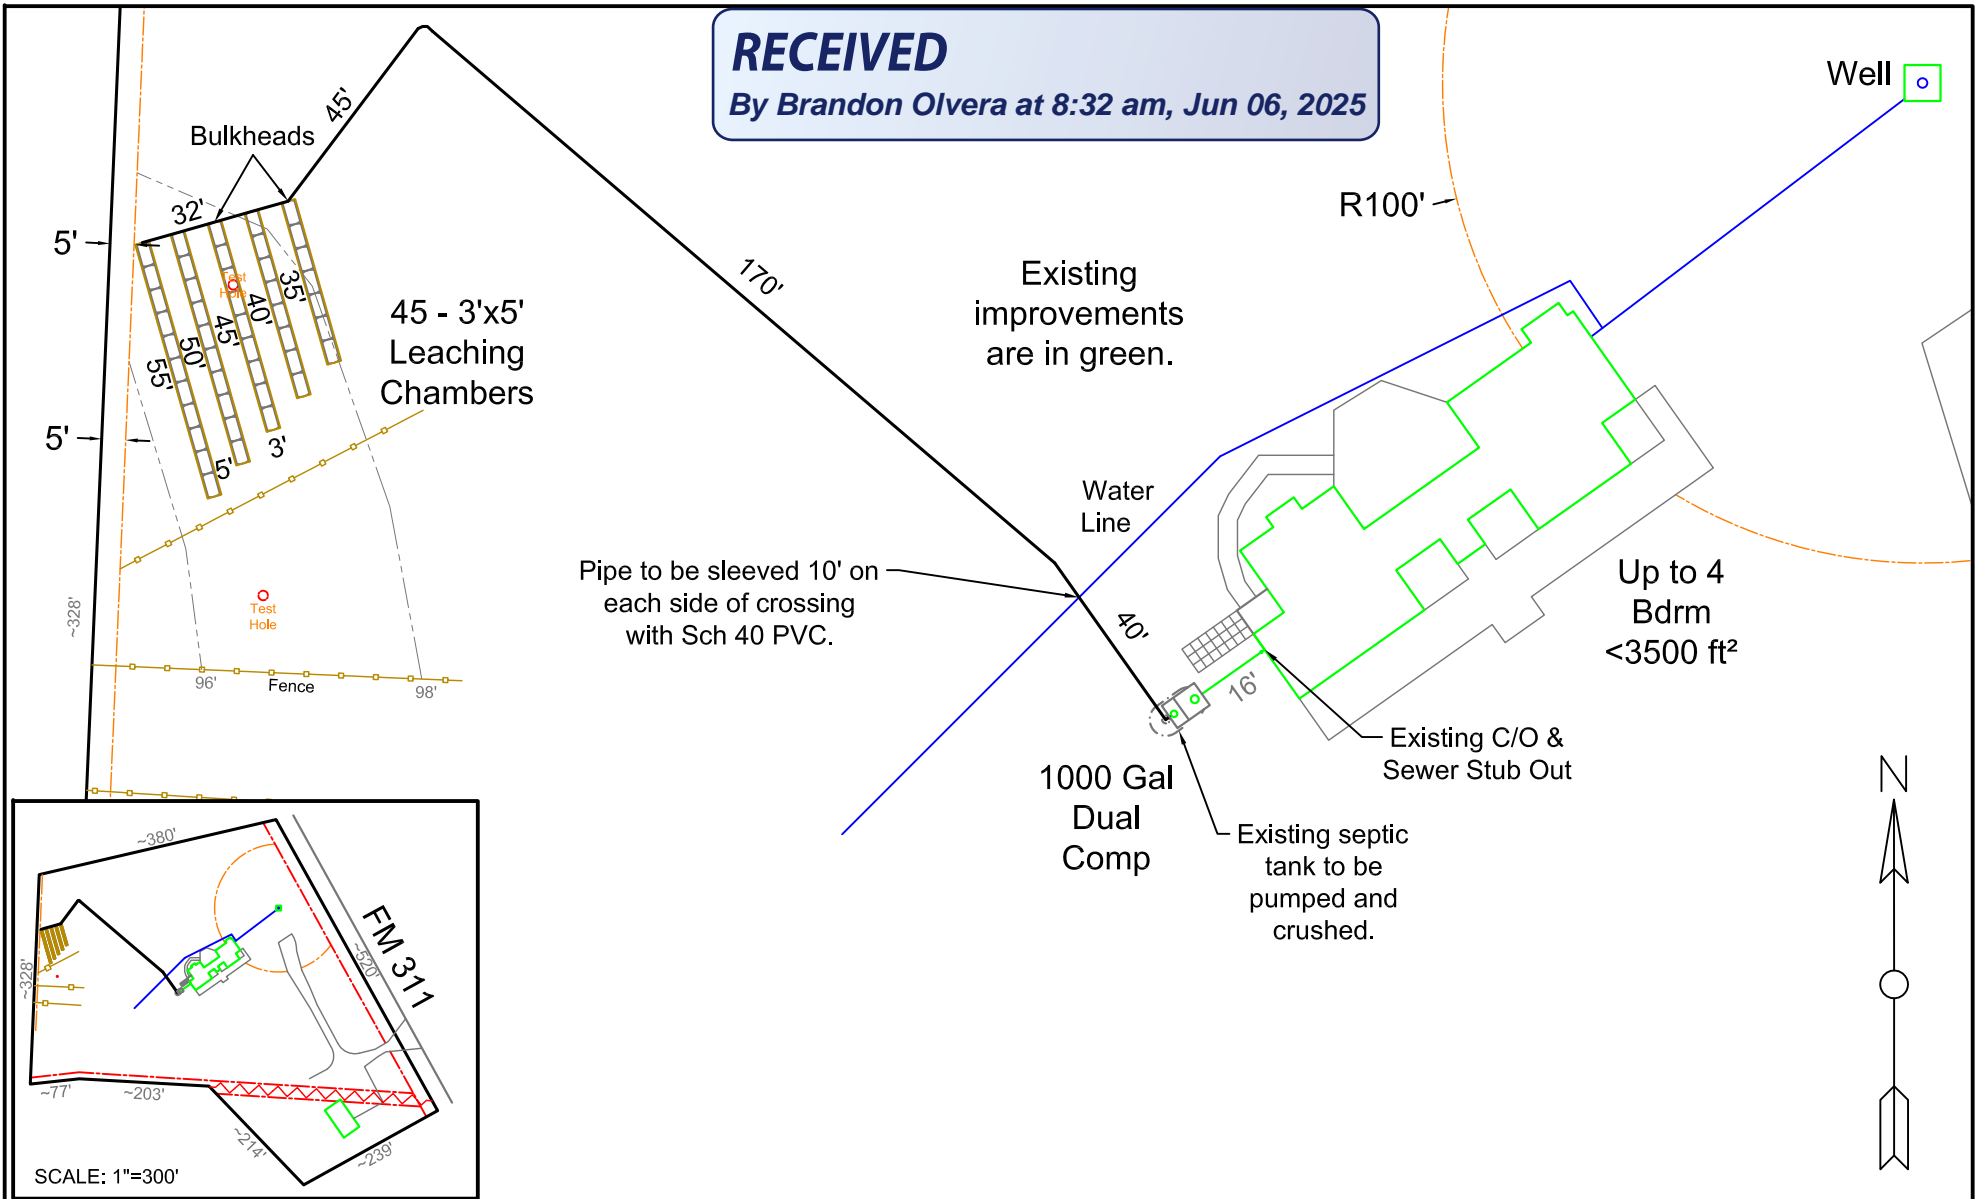 RECEIVED
By Brandon Olvera at 8:32 am, Jun 06, 2025
Well
R100'
45'
Bulkheads
32'
5'
170'
Existing
improvements
are in green.
Test
Hole
35'
40'
45'
50'
55'
45 - 3'x5'
Leaching
Chambers
5'
3'
5'
Water
Line
Pipe to be sleeved 10' on
each side of crossing
with Sch 40 PVC.
40'
Up to 4
Bdrm
<3500 ft²
~328'
Test
Hole
96'
Fence
98'
16'
Existing C/O &
Sewer Stub Out
1000 Gal
Dual
Comp
Existing septic
tank to be
pumped and
crushed.
N
~380'
FM 311
~520'
~328'
~77'
~203'
~214'
~239'
SCALE: 1"=300'